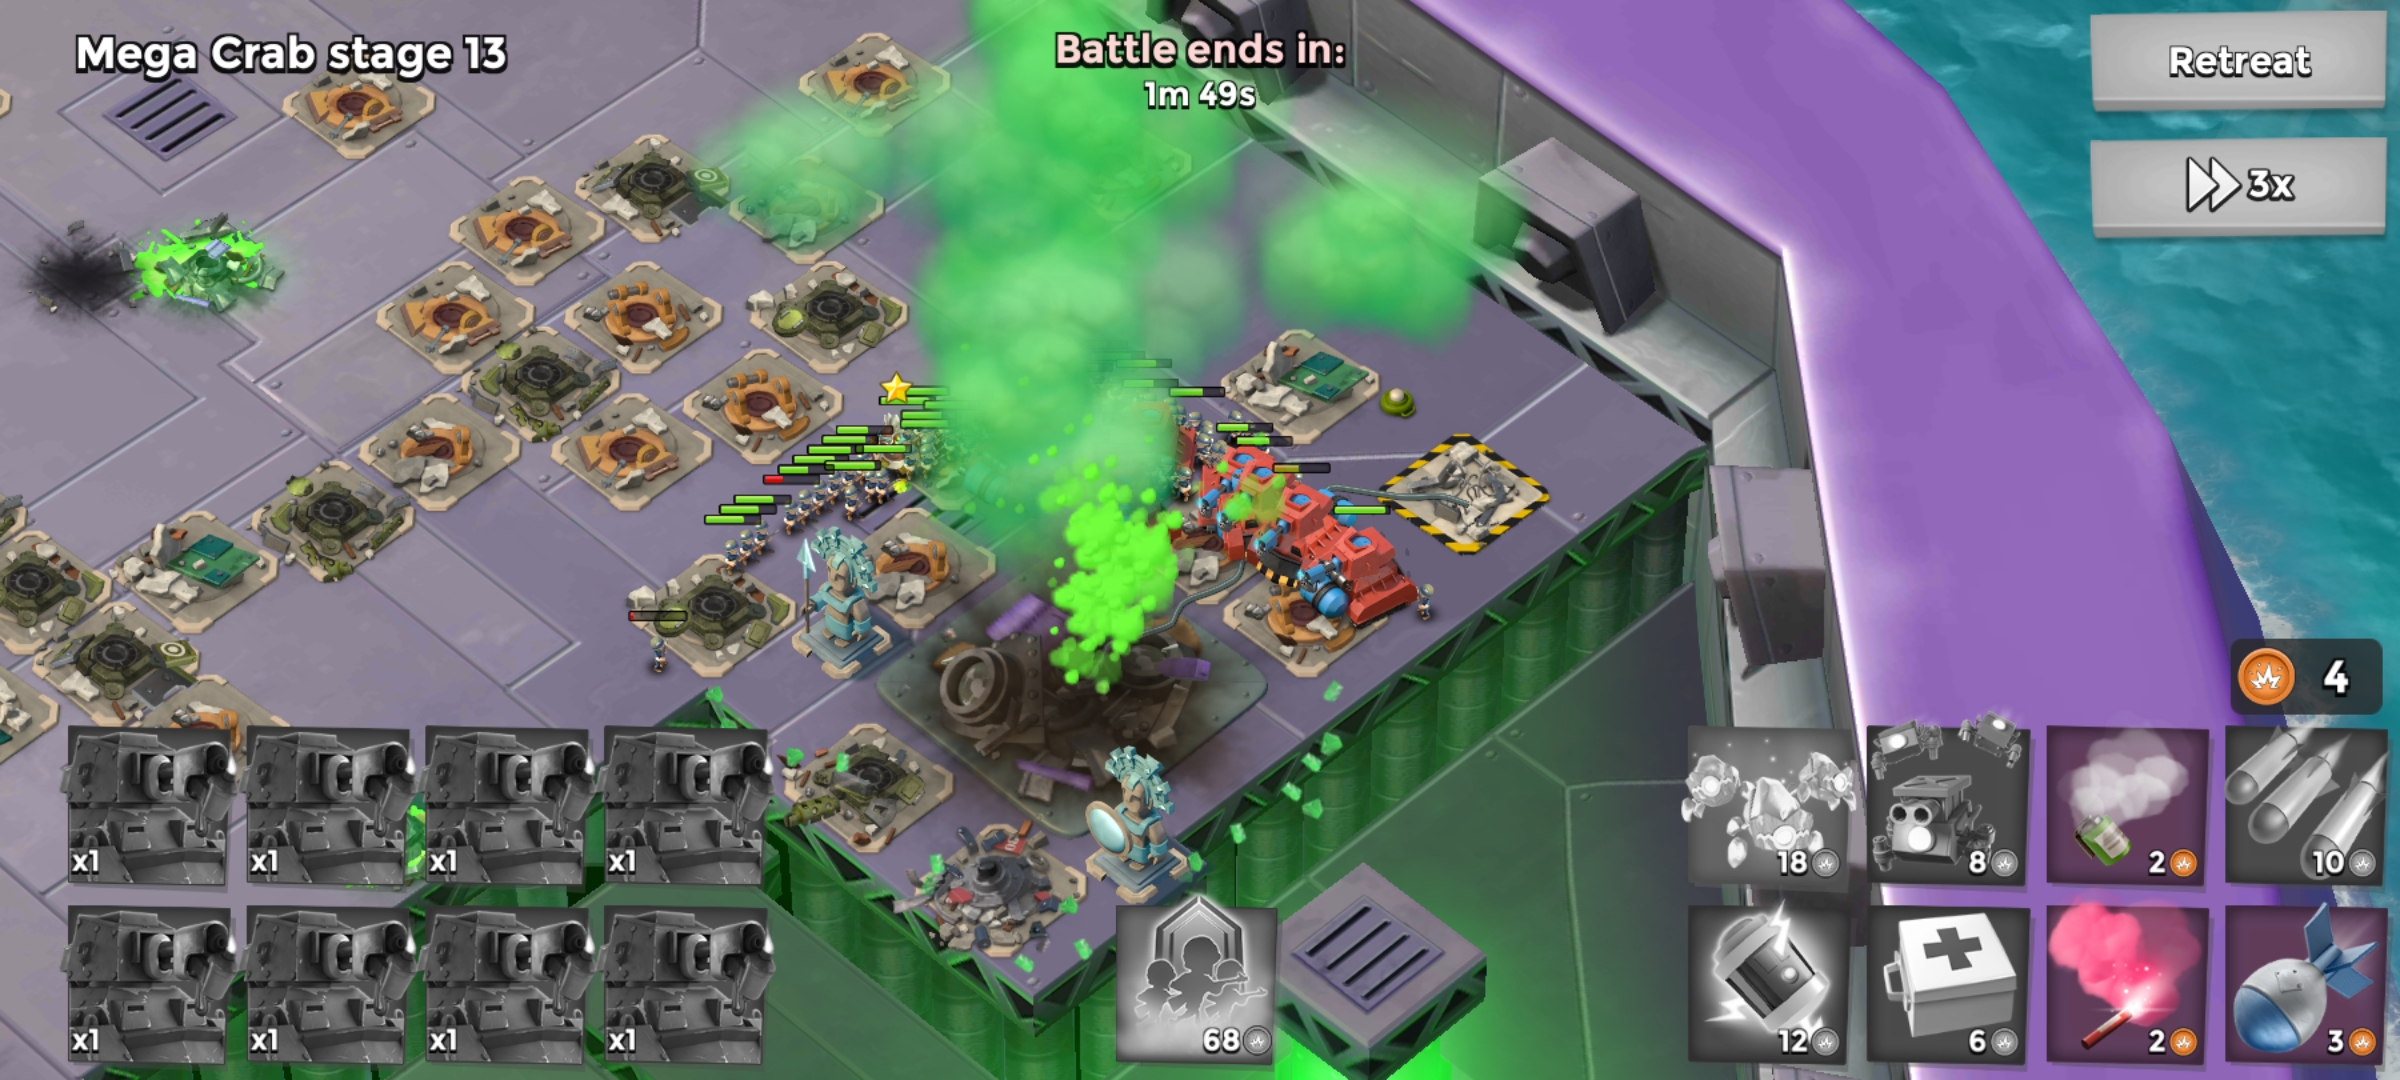 Mega Crab stage 13
Battle ends in:
1m 49s
Retreat
3x
4
x1
x1
x1
x1
18
8
2
10
x1
x1
x1
x1
68
12
6
2
3